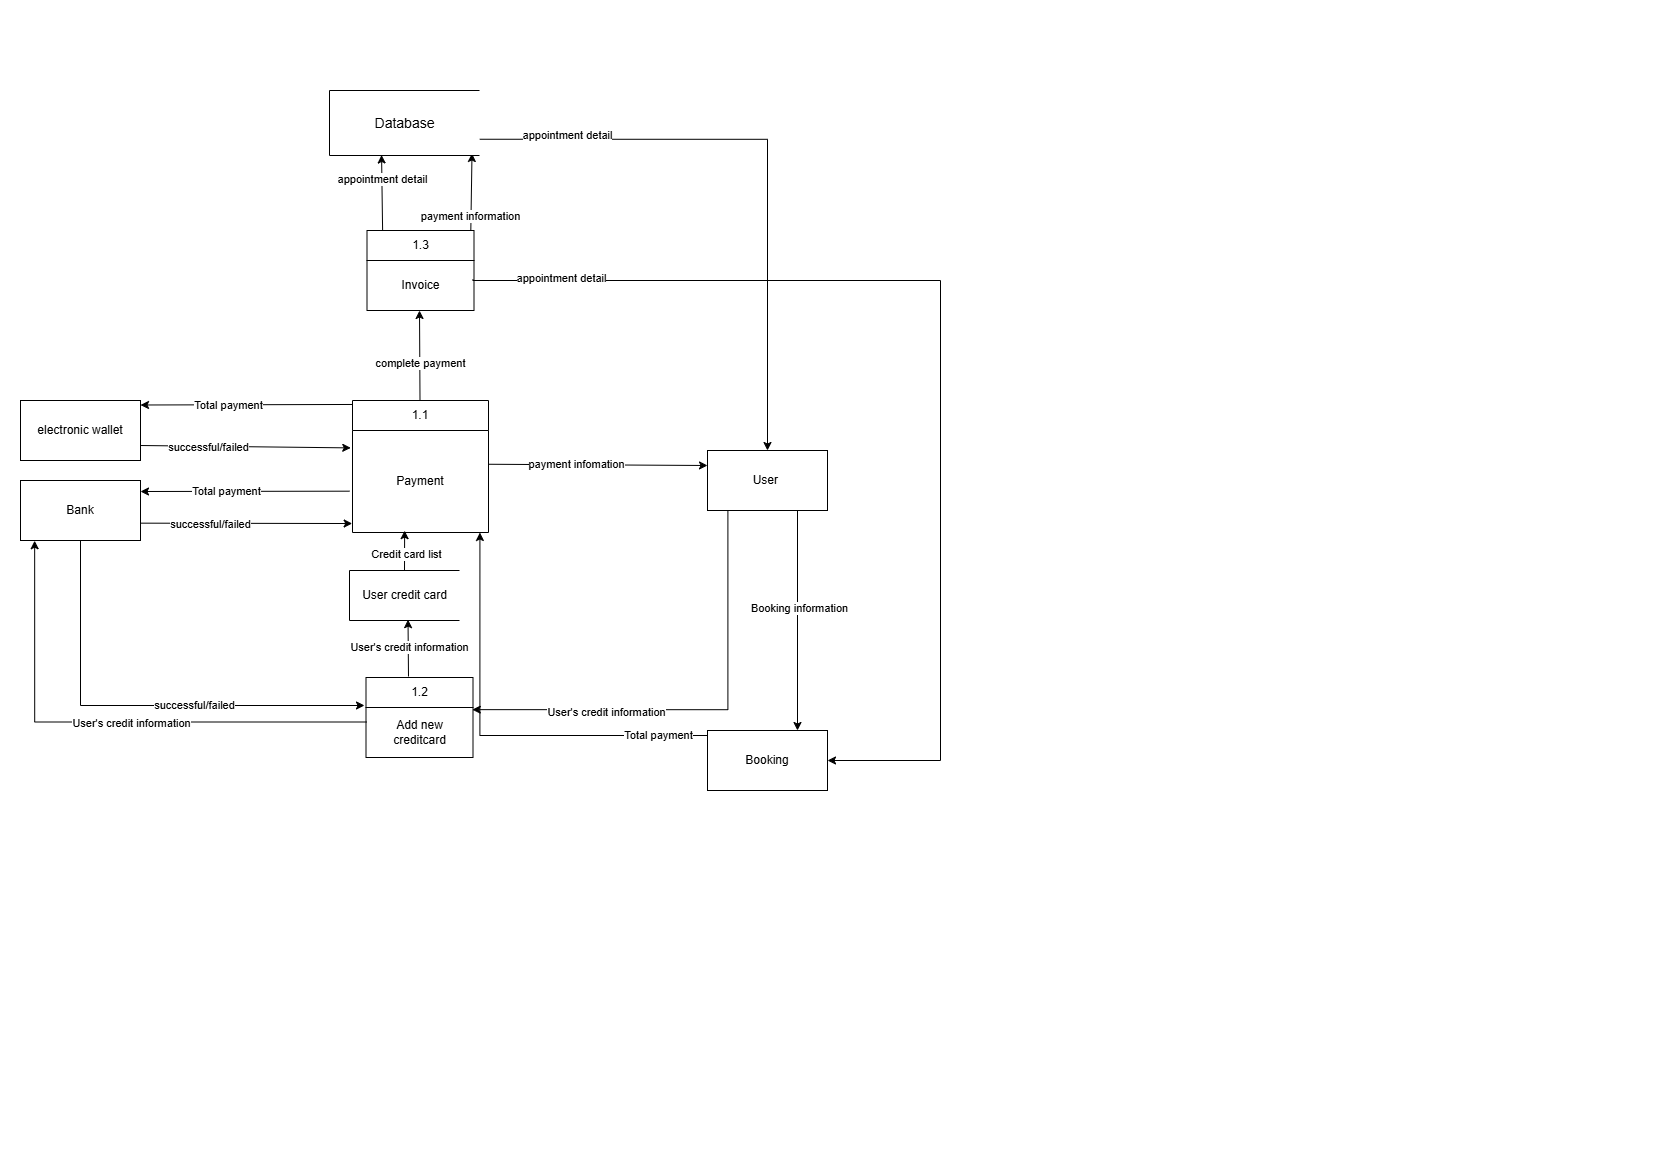 Database
appointment detail
appointment detail
payment information
1.3
Invoice
appointment detail
complete payment
Total payment
1.1
electronic wallet
successful/failed
payment infomation
Payment
User
Total payment
Bank
successful/failed
Credit card list
User credit card
Booking information
User's credit information
1.2
successful/failed
User's credit information
User's credit information
Add new
creditcard
Total payment
Booking